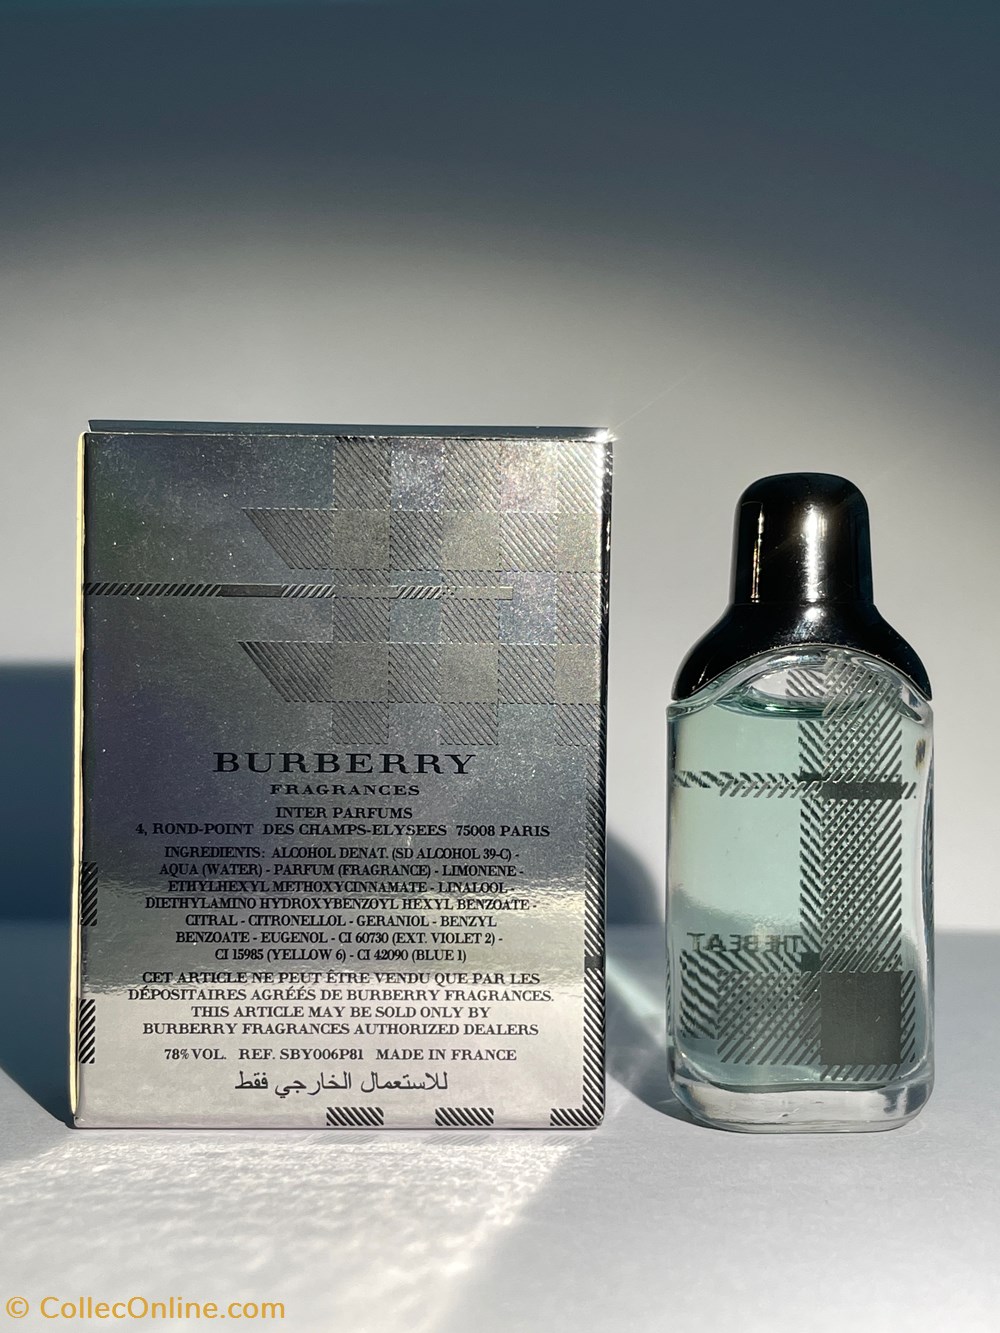 BURBERRY
FRAGRANCES
INTER PARFUMS
4, ROND-POINT DES CHAMPS-ELYSEES 75008 PARIS
INGREDIENTS: ALCOHOL DENAT. (SD ALCOHOL 39-C) -
AQUA (WATER) - PARFUM (FRAGRANCE) - LIMONENE -
ETHYLHEXYL METHOXYCINNAMATE - LINALOOL -
DIETHYLAMINO HYDROXYBENZOYL HEXYL BENZOATE -
CITRAL - CITRONELLOL - GERANIOL - BENZYL
BENZOATE - EUGENOL - CI 60730 (EXT. VIOLET 2) -
CI 15985 (YELLOW 6) - CI 42090 (BLUE 1)
CET ARTICLE NE PEUT ÊTRE VENDU QUE PAR LES
DÉPOSITAIRES AGRÉÉS DE BURBERRY FRAGRANCES.
THIS ARTICLE MAY BE SOLD ONLY BY
BURBERRY FRAGRANCES AUTHORIZED DEALERS
78% VOL. REF. SBY006P81 MADE IN FRANCE
للاستعمال الخارجي فقط
THE BEAT
© CollecOnline.com